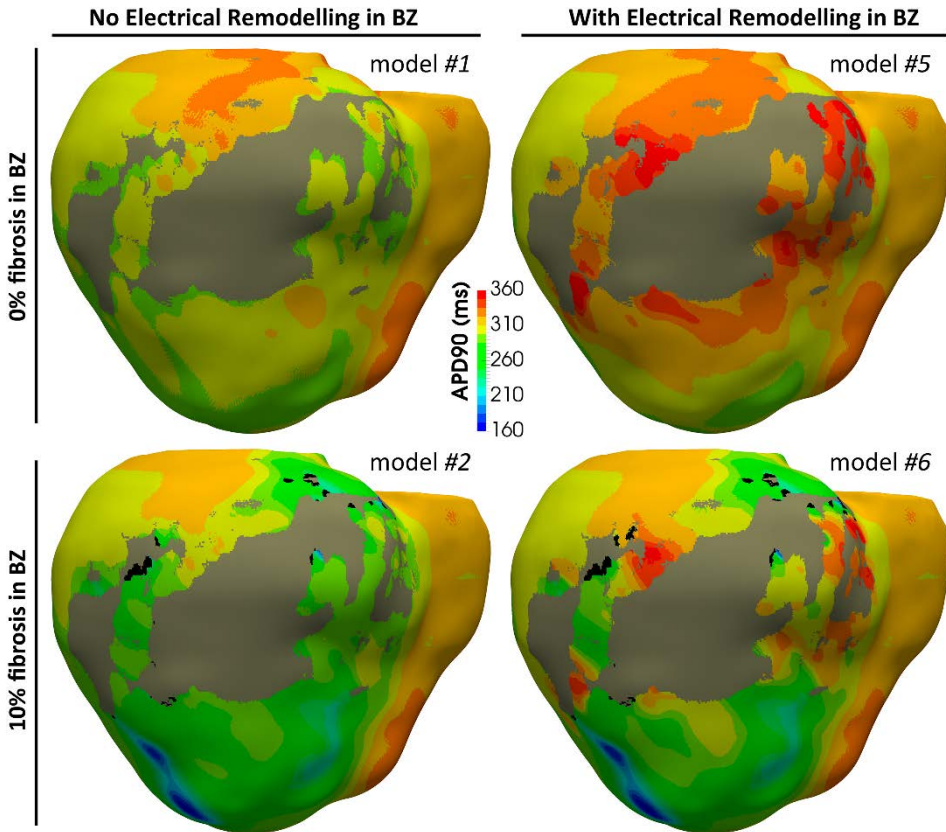 No Electrical Remodelling in BZ
With Electrical Remodelling in BZ
0% fibrosis in BZ
model #1
model #5
APD90 (ms)
360
310
260
210
160
10% fibrosis in BZ
model #2
model #6